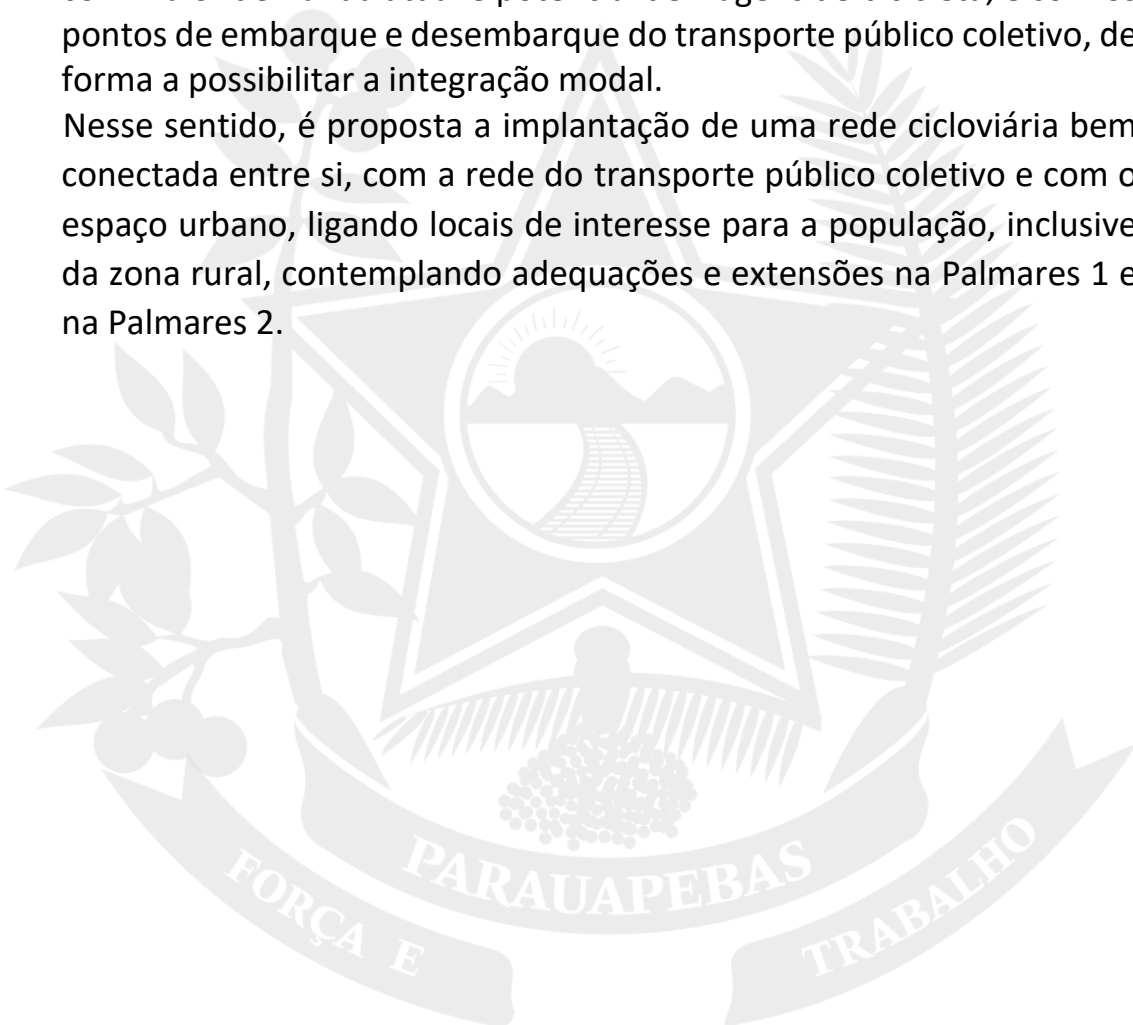 pontos de embarque e desembarque do transporte público coletivo, de
forma a possibilitar a integração modal.
Nesse sentido, é proposta a implantação de uma rede cicloviária bem
conectada entre si, com a rede do transporte público coletivo e com o
espaço urbano, ligando locais de interesse para a população, inclusive
da zona rural, contemplando adequações e extensões na Palmares 1 e
na Palmares 2.
PARAUAPEBAS
FORÇA E
TRABALHO